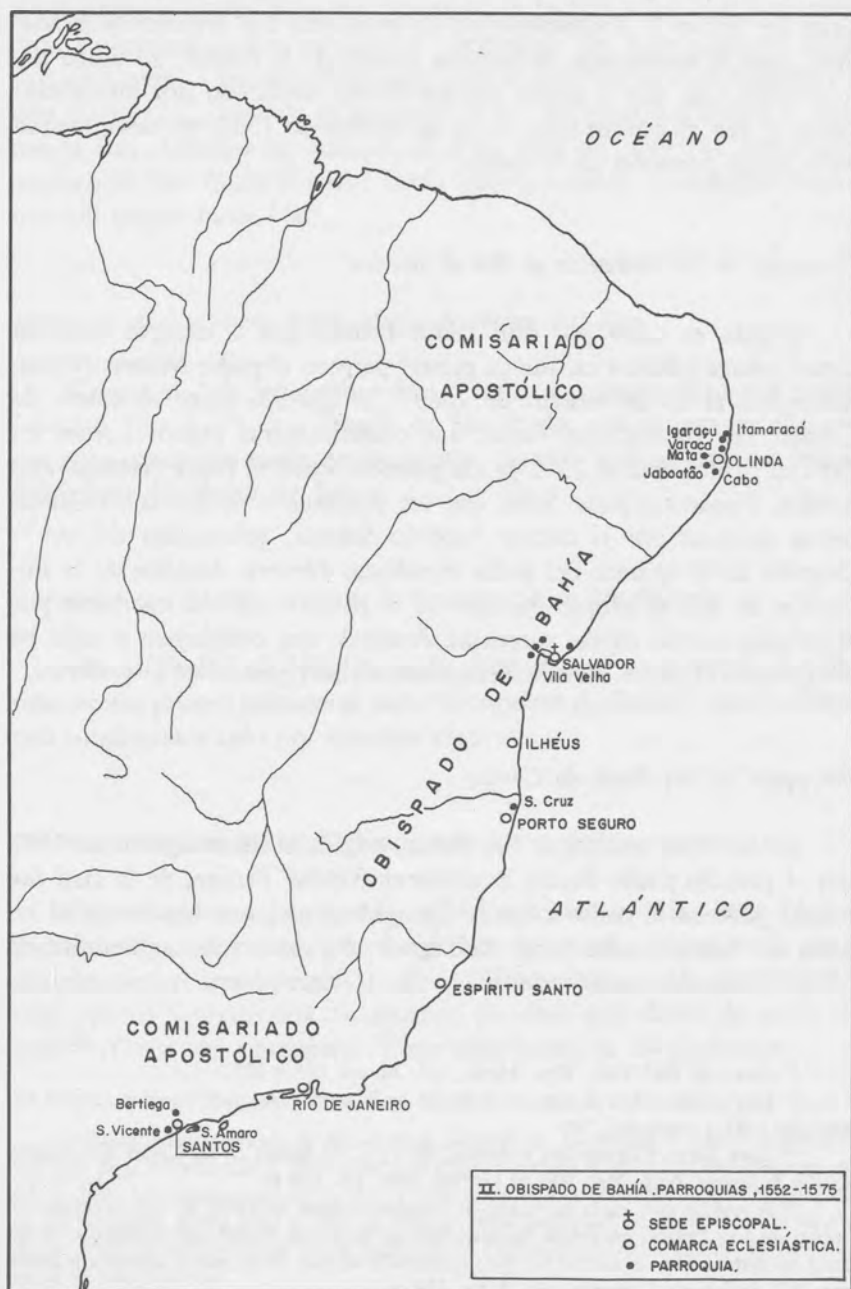 OCÉANO
COMISARIADO
APOSTÓLICO
Igaraçu
Itamaracá
Varacá
Mata
OLINDA
Jaboatão
Cabo
OBISPADO DE BAHÍA
SALVADOR
Vila Velha
ILHEUS
S. Cruz
PORTO SEGURO
ATLÁNTICO
ESPÍRITU SANTO
COMISARIADO
APOSTÓLICO
RÍO DE JANEIRO
Bertiega
S. Vicente
S. Amaro
SANTOS
II. OBISPADO DE BAHÍA. PARROQUIAS, 1552-1575
SEDE EPISCOPAL.
COMARCA ECLESIÁSTICA.
PARROQUIA.